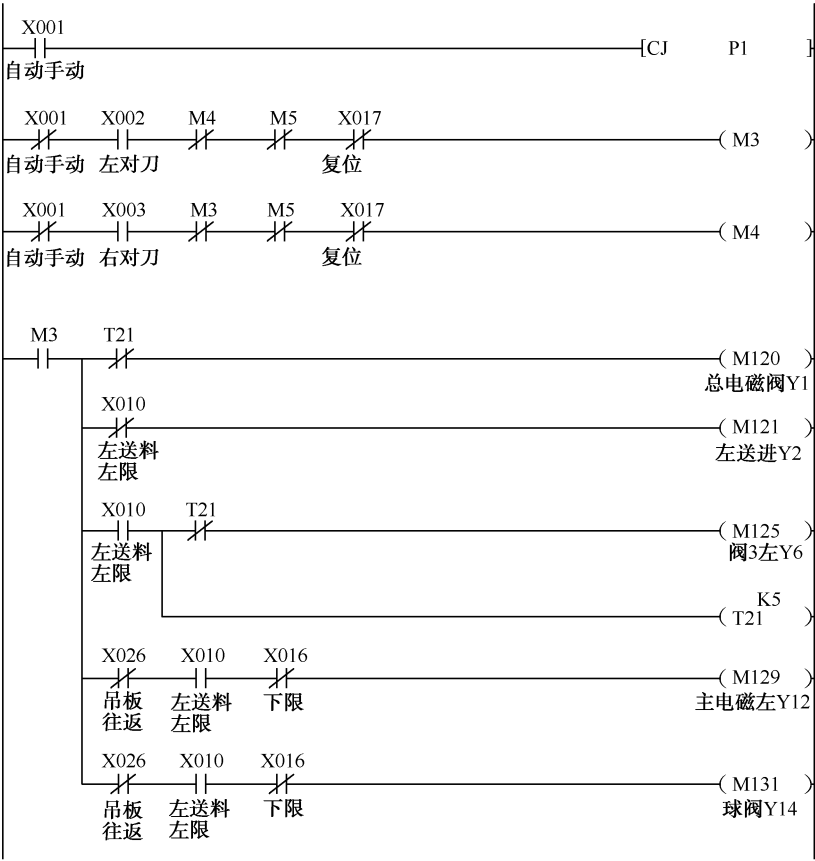 X001
[CJ P1 ]
自动手动
X001 X002 M4 M5 X017
( M3 )
自动手动 左对刀 复位
X001 X003 M3 M5 X017
( M4 )
自动手动 右对刀 复位
M3 T21
( M120 )
总电磁阀Y1
X010
( M121 )
左送料
左限
左送进Y2
X010 T21
( M125 )
左送料
左限
阀3左Y6
K5
( T21 )
X026 X010 X016
( M129 )
吊板 左送料 下限
往返 左限
主电磁左Y12
X026 X010 X016
( M131 )
吊板 左送料 下限
往返 左限
球阀Y14